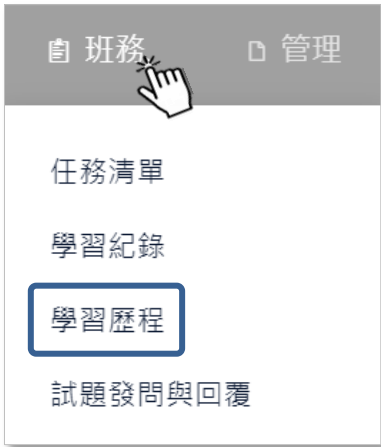 班務 管理
任務清單
學習紀錄
學習歷程
試題發問與回覆